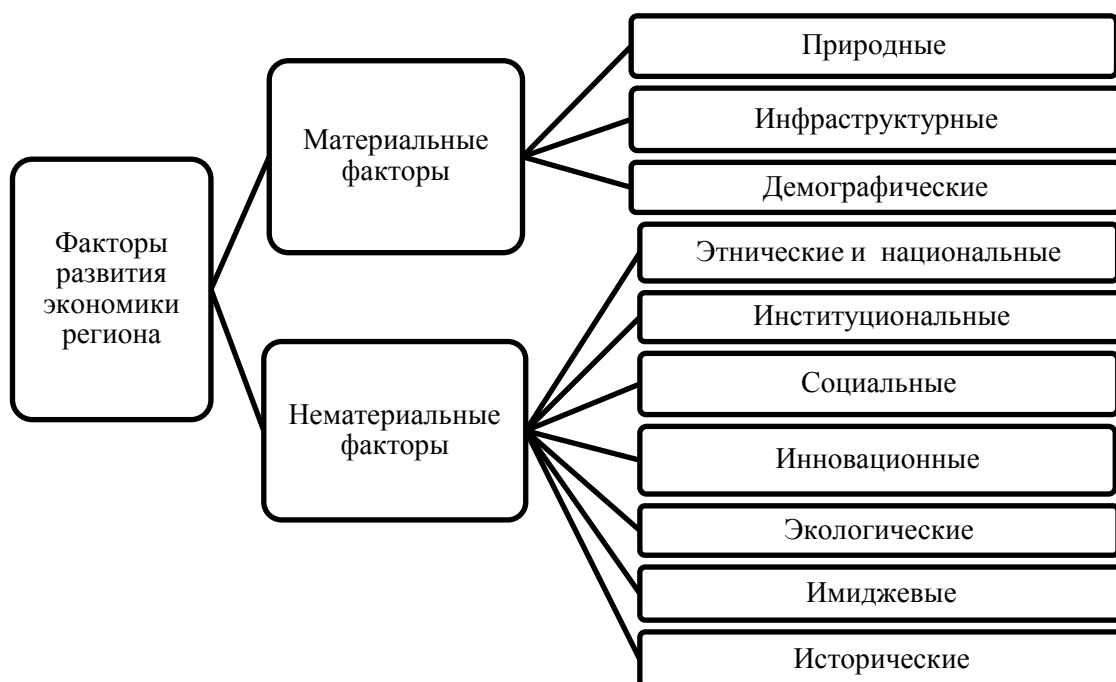 Факторы
развития
экономики
региона
Материальные
факторы
Природные
Инфраструктурные
Демографические
Нематериальные
факторы
Этнические и национальные
Институциональные
Социальные
Инновационные
Экологические
Имиджевые
Исторические